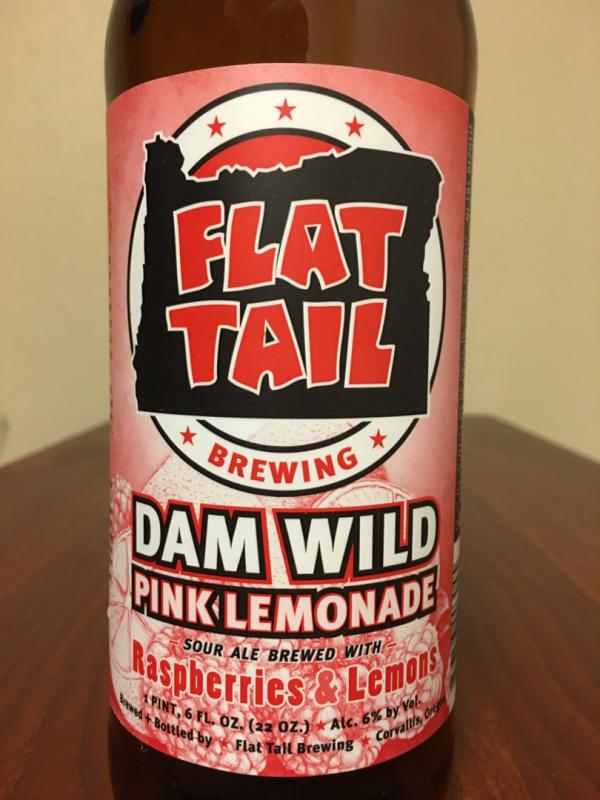 FLAT
TAIL
BREWING
DAM WILD
PINK LEMONADE
- SOUR ALE BREWED WITH -
Raspberries & Lemons
1 PINT, 6 FL. OZ. (22 OZ.) ★ Alc. 6% by Vol.
Brewed + Bottled by ★ Flat Tail Brewing Corvallis,